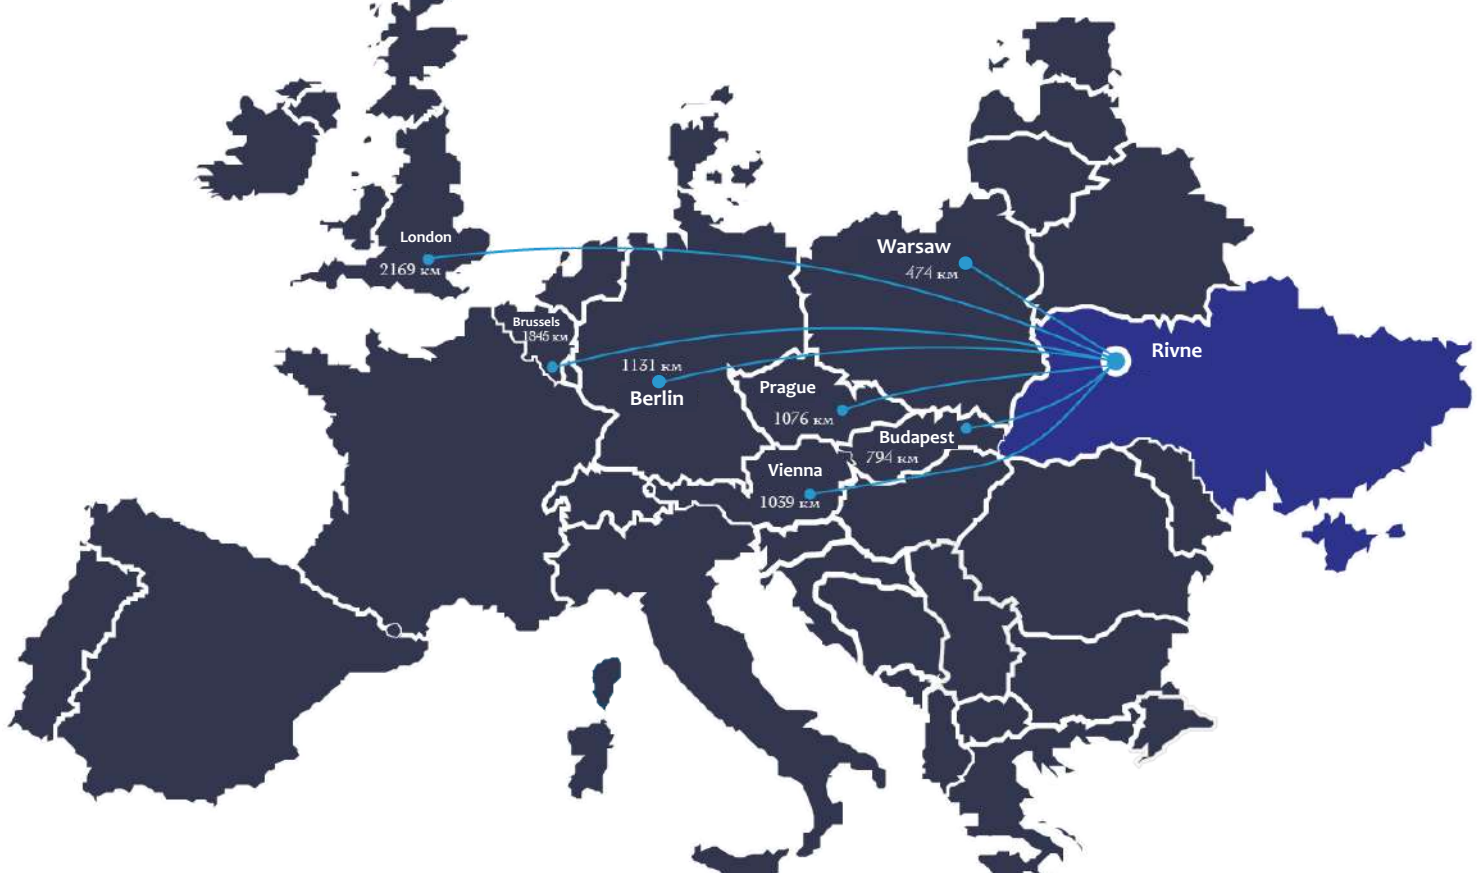 London
2169 км
Warsaw
474 км
Brussels
1845 км
Rivne
1131 км
Berlin
Prague
1076 км
Budapest
794 км
Vienna
1039 км